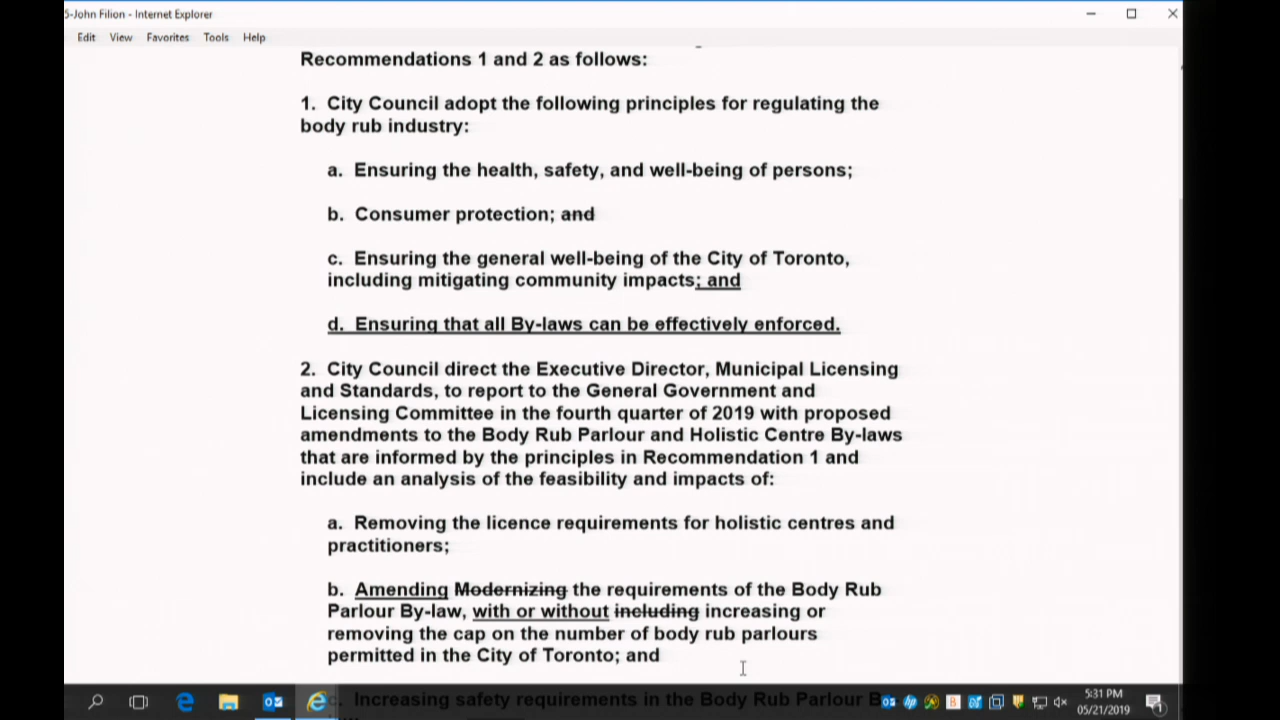 5-John Filion - Internet Explorer
Edit View Favorites Tools Help
Recommendations 1 and 2 as follows:
1. City Council adopt the following principles for regulating the
body rub industry:
a. Ensuring the health, safety, and well-being of persons;
b. Consumer protection; and
c. Ensuring the general well-being of the City of Toronto,
including mitigating community impacts; and
d. Ensuring that all By-laws can be effectively enforced.
2. City Council direct the Executive Director, Municipal Licensing
and Standards, to report to the General Government and
Licensing Committee in the fourth quarter of 2019 with proposed
amendments to the Body Rub Parlour and Holistic Centre By-laws
that are informed by the principles in Recommendation 1 and
include an analysis of the feasibility and impacts of:
a. Removing the licence requirements for holistic centres and
practitioners;
b. Amending Modernizing the requirements of the Body Rub
Parlour By-law, with or without including increasing or
removing the cap on the number of body rub parlours
permitted in the City of Toronto; and
c. Increasing safety requirements in the Body Rub Parlour B
5:31 PM
05/21/2019